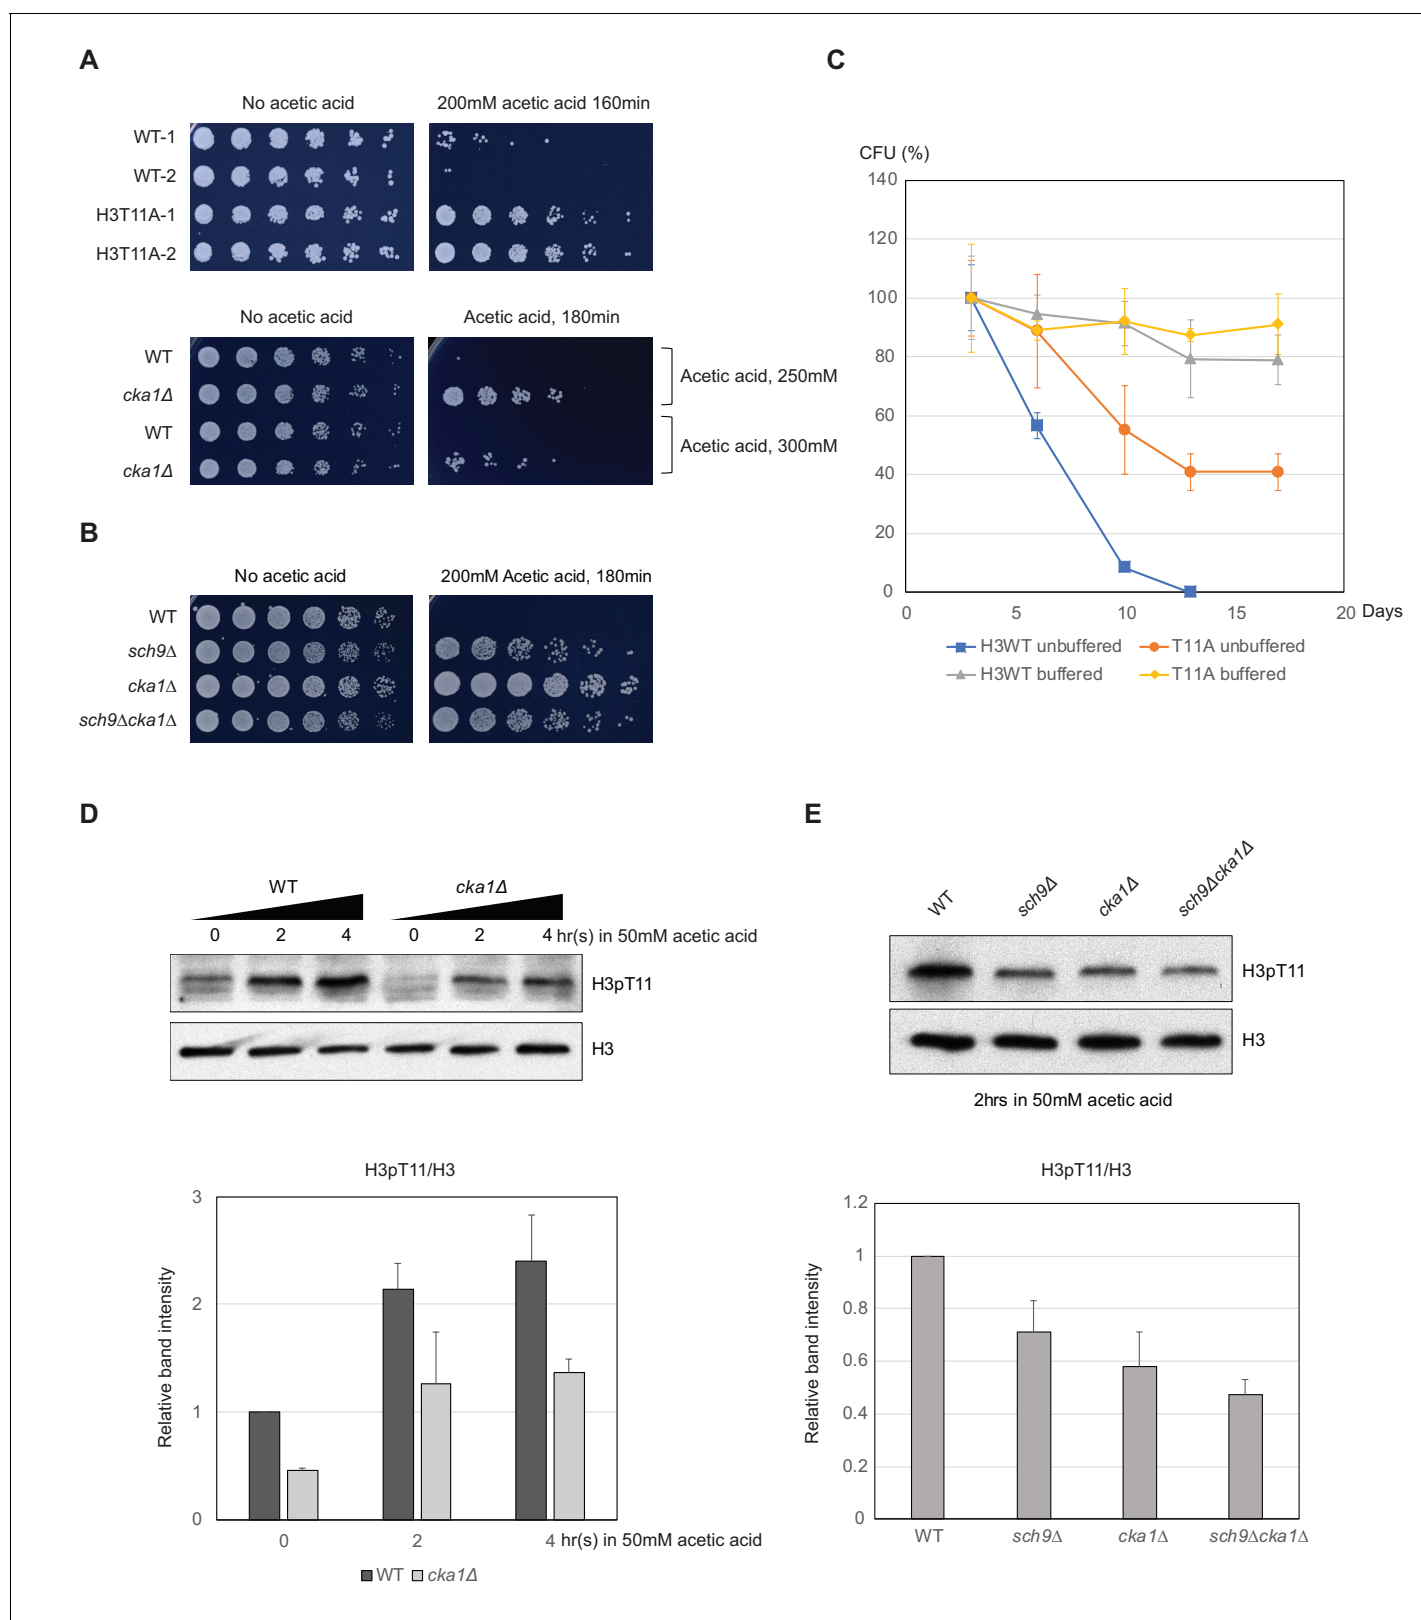 A
No acetic acid
200mM acetic acid 160min
WT-1
WT-2
H3T11A-1
H3T11A-2
No acetic acid
Acetic acid, 180min
WT
cka1Δ
WT
cka1Δ
Acetic acid, 250mM
Acetic acid, 300mM
B
No acetic acid
200mM Acetic acid, 180min
WT
sch9Δ
cka1Δ
sch9Δcka1Δ
C
CFU (%)
140
120
100
80
60
40
20
0
0 5 10 15 20 Days
H3WT unbuffered T11A unbuffered
H3WT buffered T11A buffered
D
WT cka1Δ
0 2 4 0 2 4 hr(s) in 50mM acetic acid
H3pT11
H3
H3pT11/H3
Relative band intensity
3
2
1
0
0 2 4 hr(s) in 50mM acetic acid
WT cka1Δ
E
WT sch9Δ cka1Δ sch9Δcka1Δ
H3pT11
H3
2hrs in 50mM acetic acid
H3pT11/H3
Relative band intensity
1.2
1
0.8
0.6
0.4
0.2
0
WT sch9Δ cka1Δ sch9Δcka1Δ